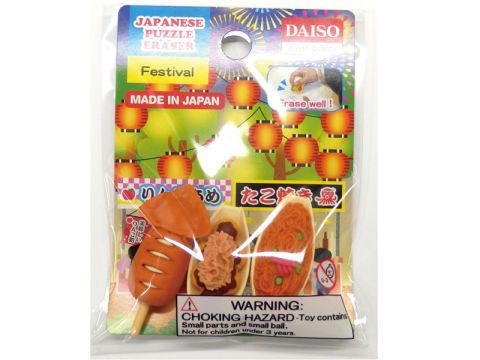 JAPANESE
PUZZLE
ERASER
DAISO
Festival
MADE IN JAPAN
Erase well !
たこ焼き
WARNING:
CHOKING HAZARD -Toy contains
Small parts and small ball.
Not for children under 3 years.